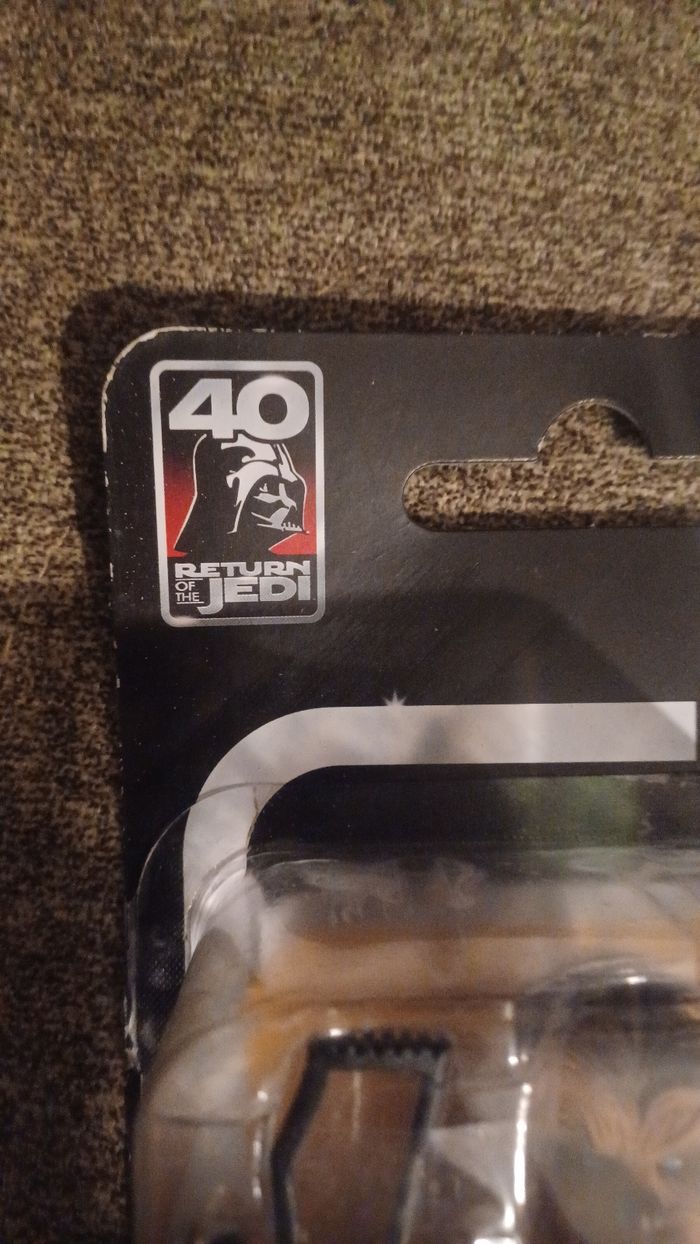 40
RETURN
OF THE JEDI